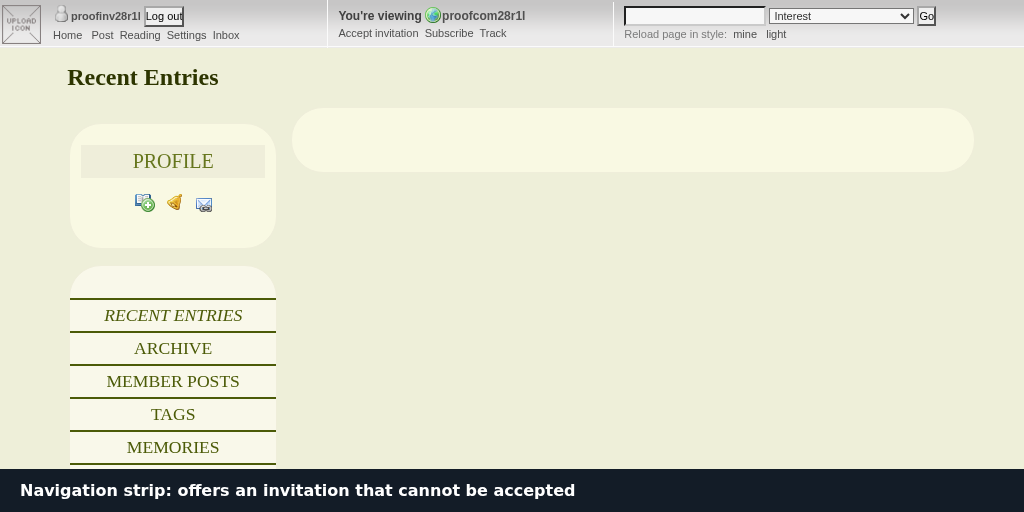 UPLOAD ICON
proofinv28r1l Log out
Home Post Reading Settings Inbox
You're viewing proofcom28r1l
Accept invitation Subscribe Track
Interest Go
Reload page in style: mine light
Recent Entries
PROFILE
RECENT ENTRIES
ARCHIVE
MEMBER POSTS
TAGS
MEMORIES
Navigation strip: offers an invitation that cannot be accepted